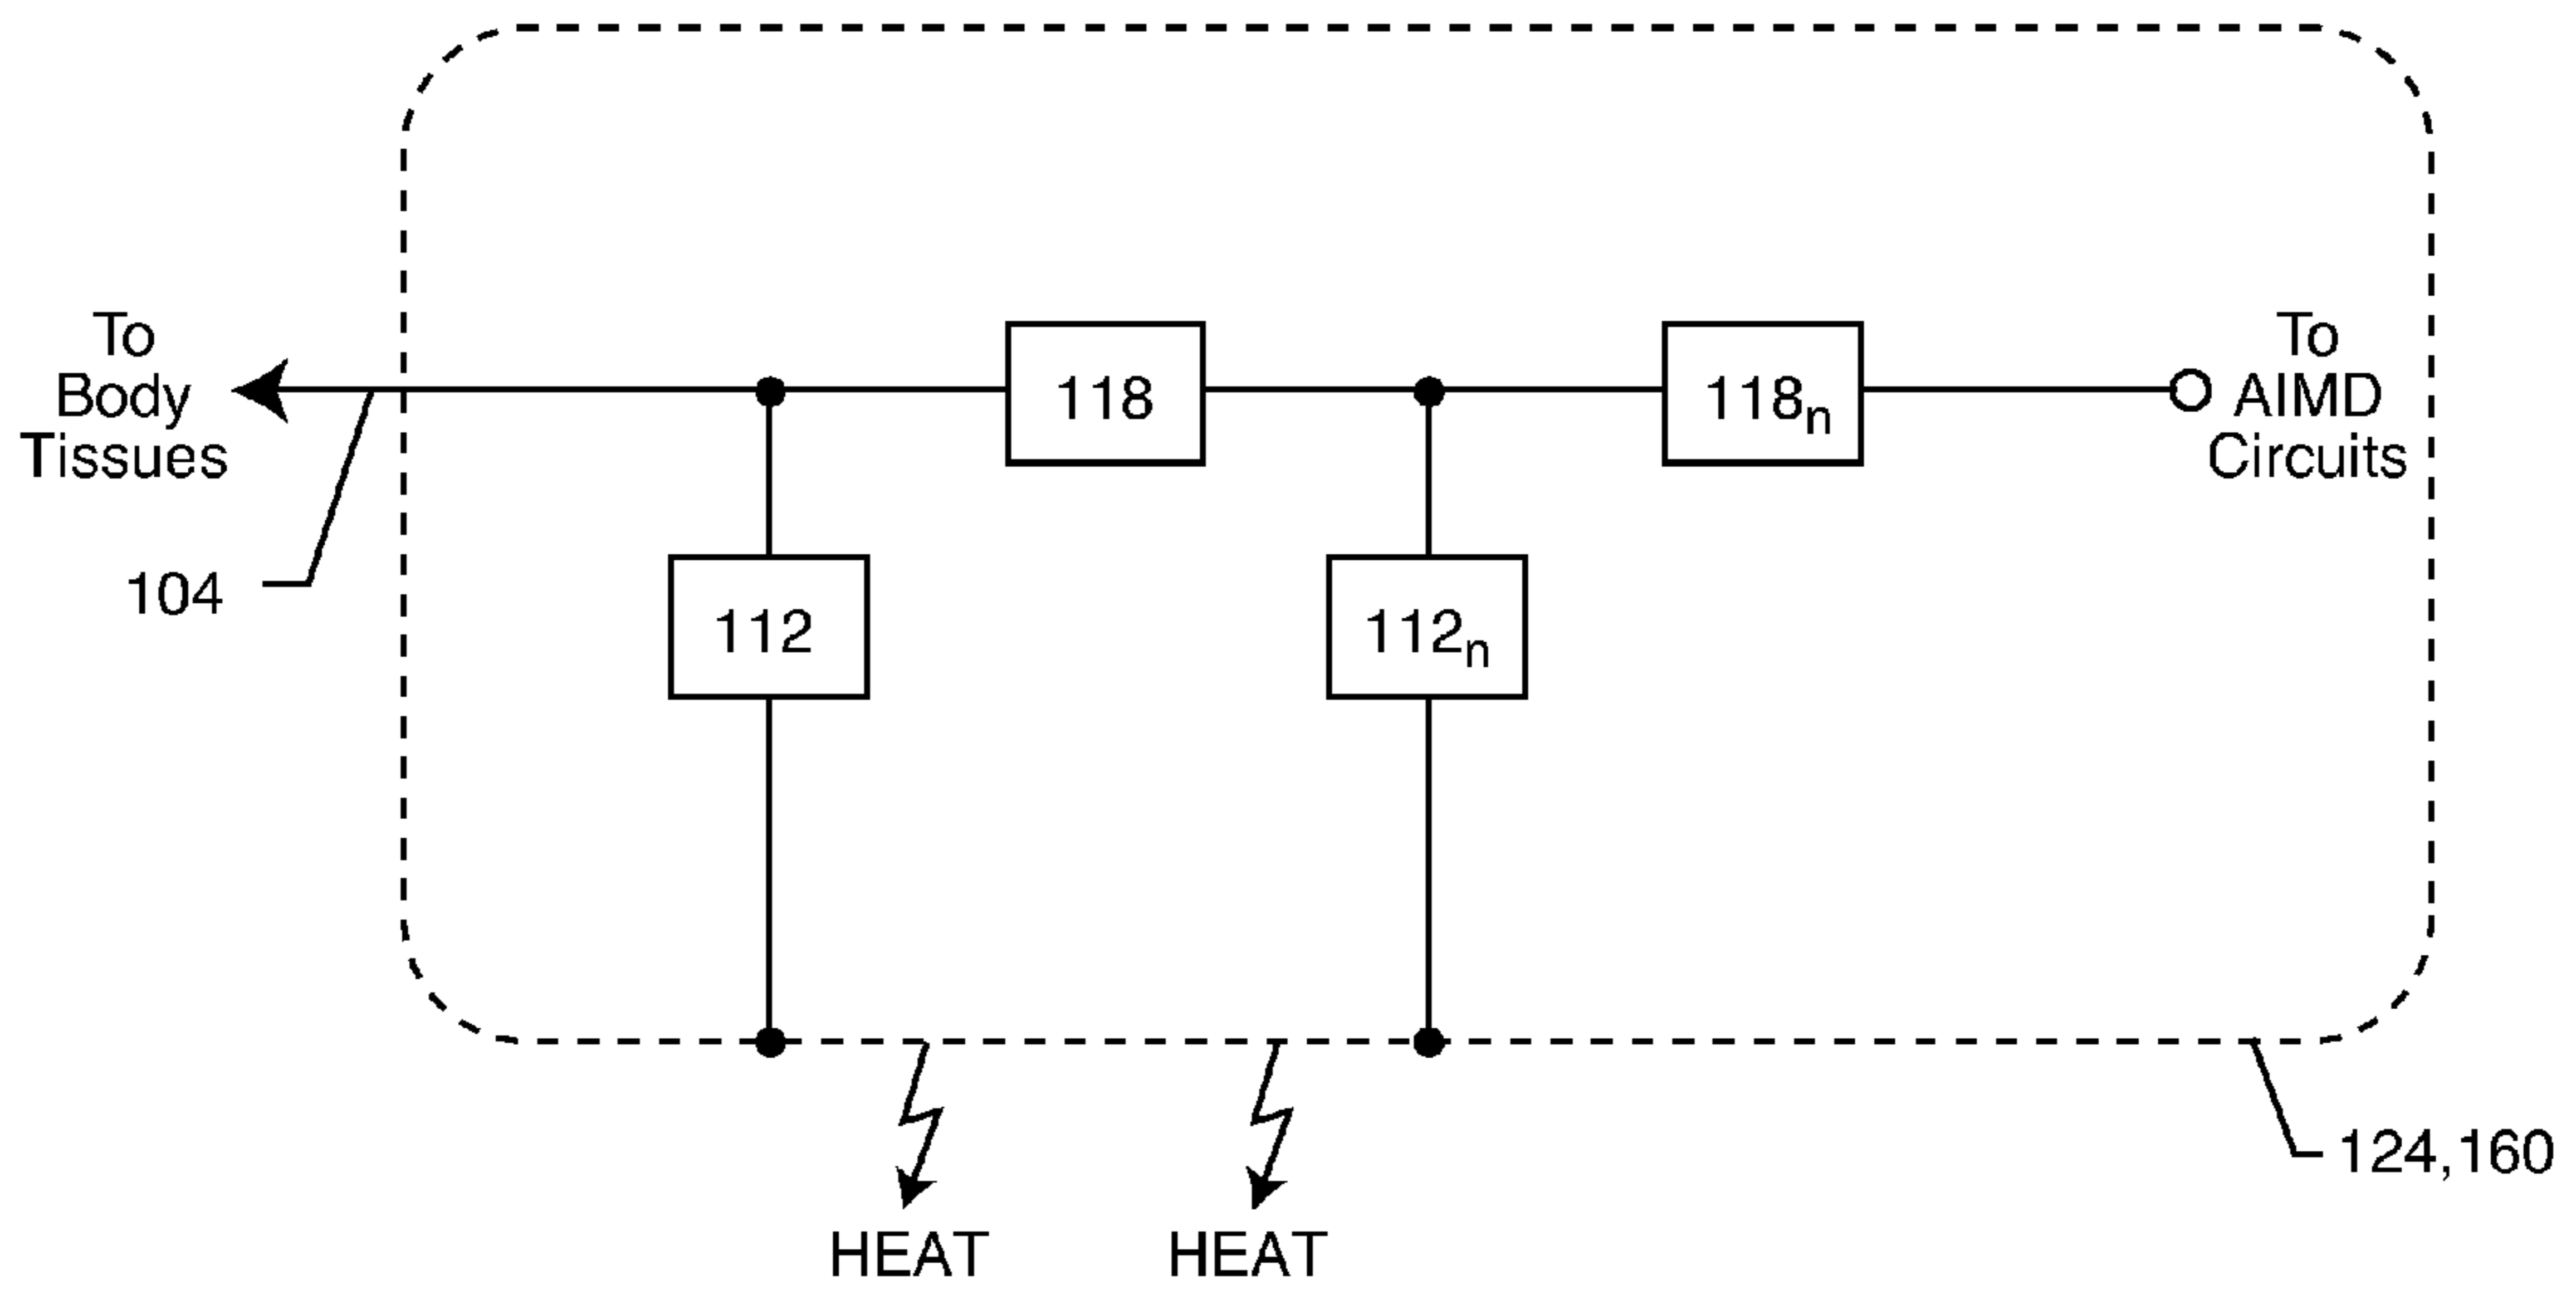 To
Body
Tissues
104
118
118n
To
AIMD
Circuits
112
112n
HEAT
HEAT
124,160